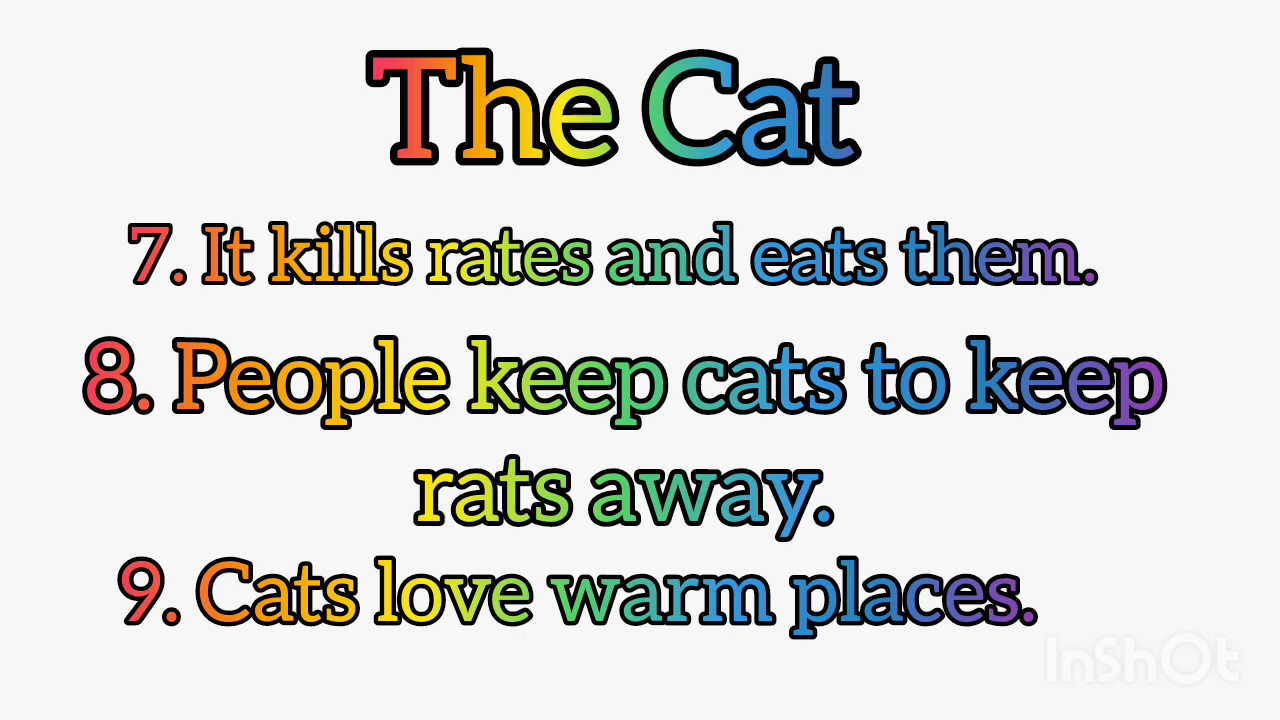 The Cat
7. It kills rates and eats them.
8. People keep cats to keep
rats away.
9. Cats love warm places.
InShOt